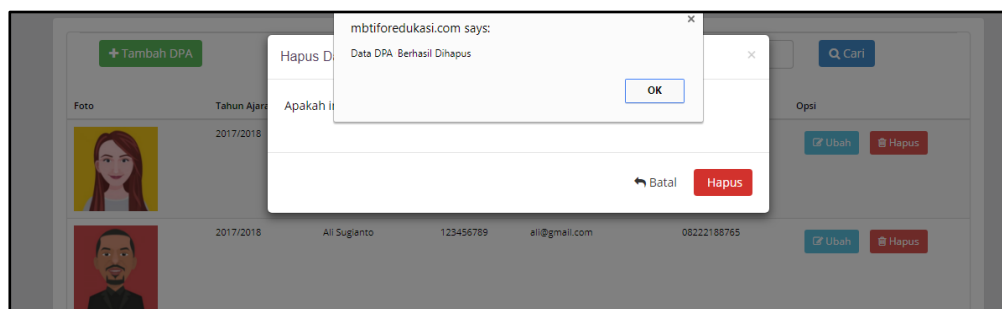 mbtiforedukasi.com says:
Data DPA Berhasil Dihapus
OK
Tambah DPA
Hapus D
Cari
Apakah i
Batal
Hapus
Foto
Tahun Ajara
Opsi
2017/2018
Ubah
Hapus
2017/2018 Ali Sugianto 123456789 ali@gmail.com 08222188765
Ubah
Hapus